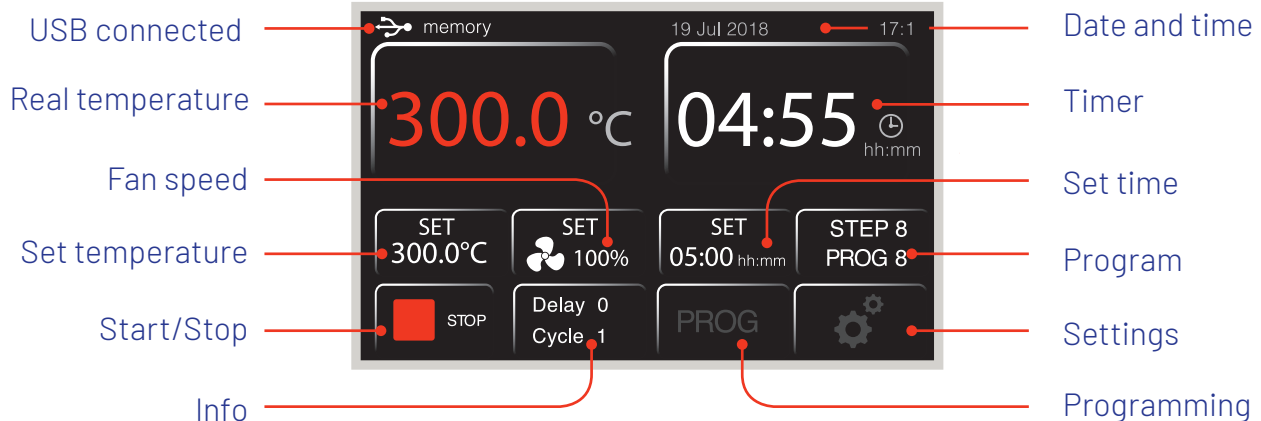 USB connected
memory
19 Jul 2018
17:1
Date and time
Real temperature
300.0 °C
04:55
hh:mm
Timer
Fan speed
Set time
Set temperature
SET
300.0°C
SET
100%
SET
05:00 hh:mm
STEP 8
PROG 8
Program
Start/Stop
STOP
Delay 0
Cycle 1
PROG
Settings
Info
Programming